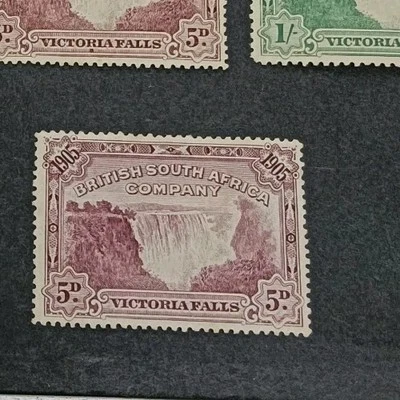 5D VICTORIA FALLS 5D
1/- VICTORIA
1905 1905
BRITISH SOUTH AFRICA
COMPANY
5D VICTORIA FALLS 5D